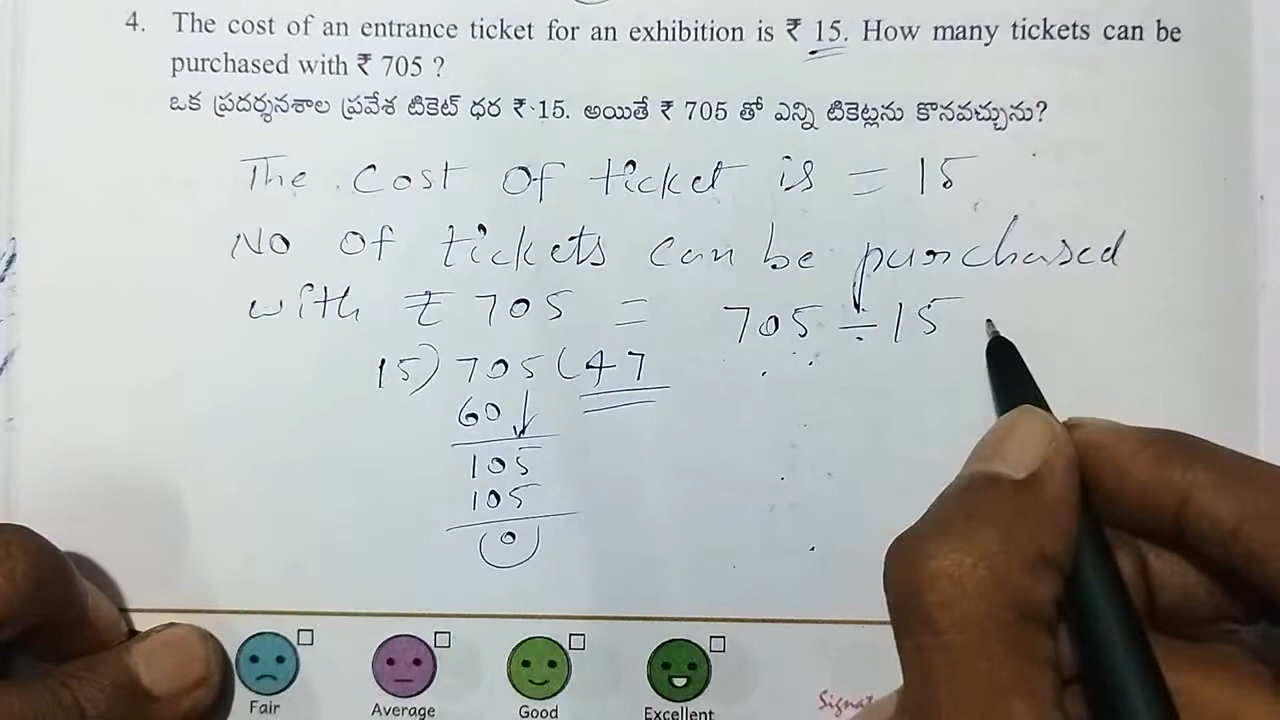 4. The cost of an entrance ticket for an exhibition is ₹ 15. How many tickets can be
purchased with ₹ 705 ?
ఒక ప్రదర్శనశాల ప్రవేశ టికెట్ ధర ₹ 15. అయితే ₹ 705 తో ఎన్ని టికెట్లను కొనవచ్చును?
The cost of ticket is = 15
No of tickets can be purchased
with ₹ 705 = 705 ÷ 15
15) 705 (47
60
105
105
0
Fair Average Good Excellent